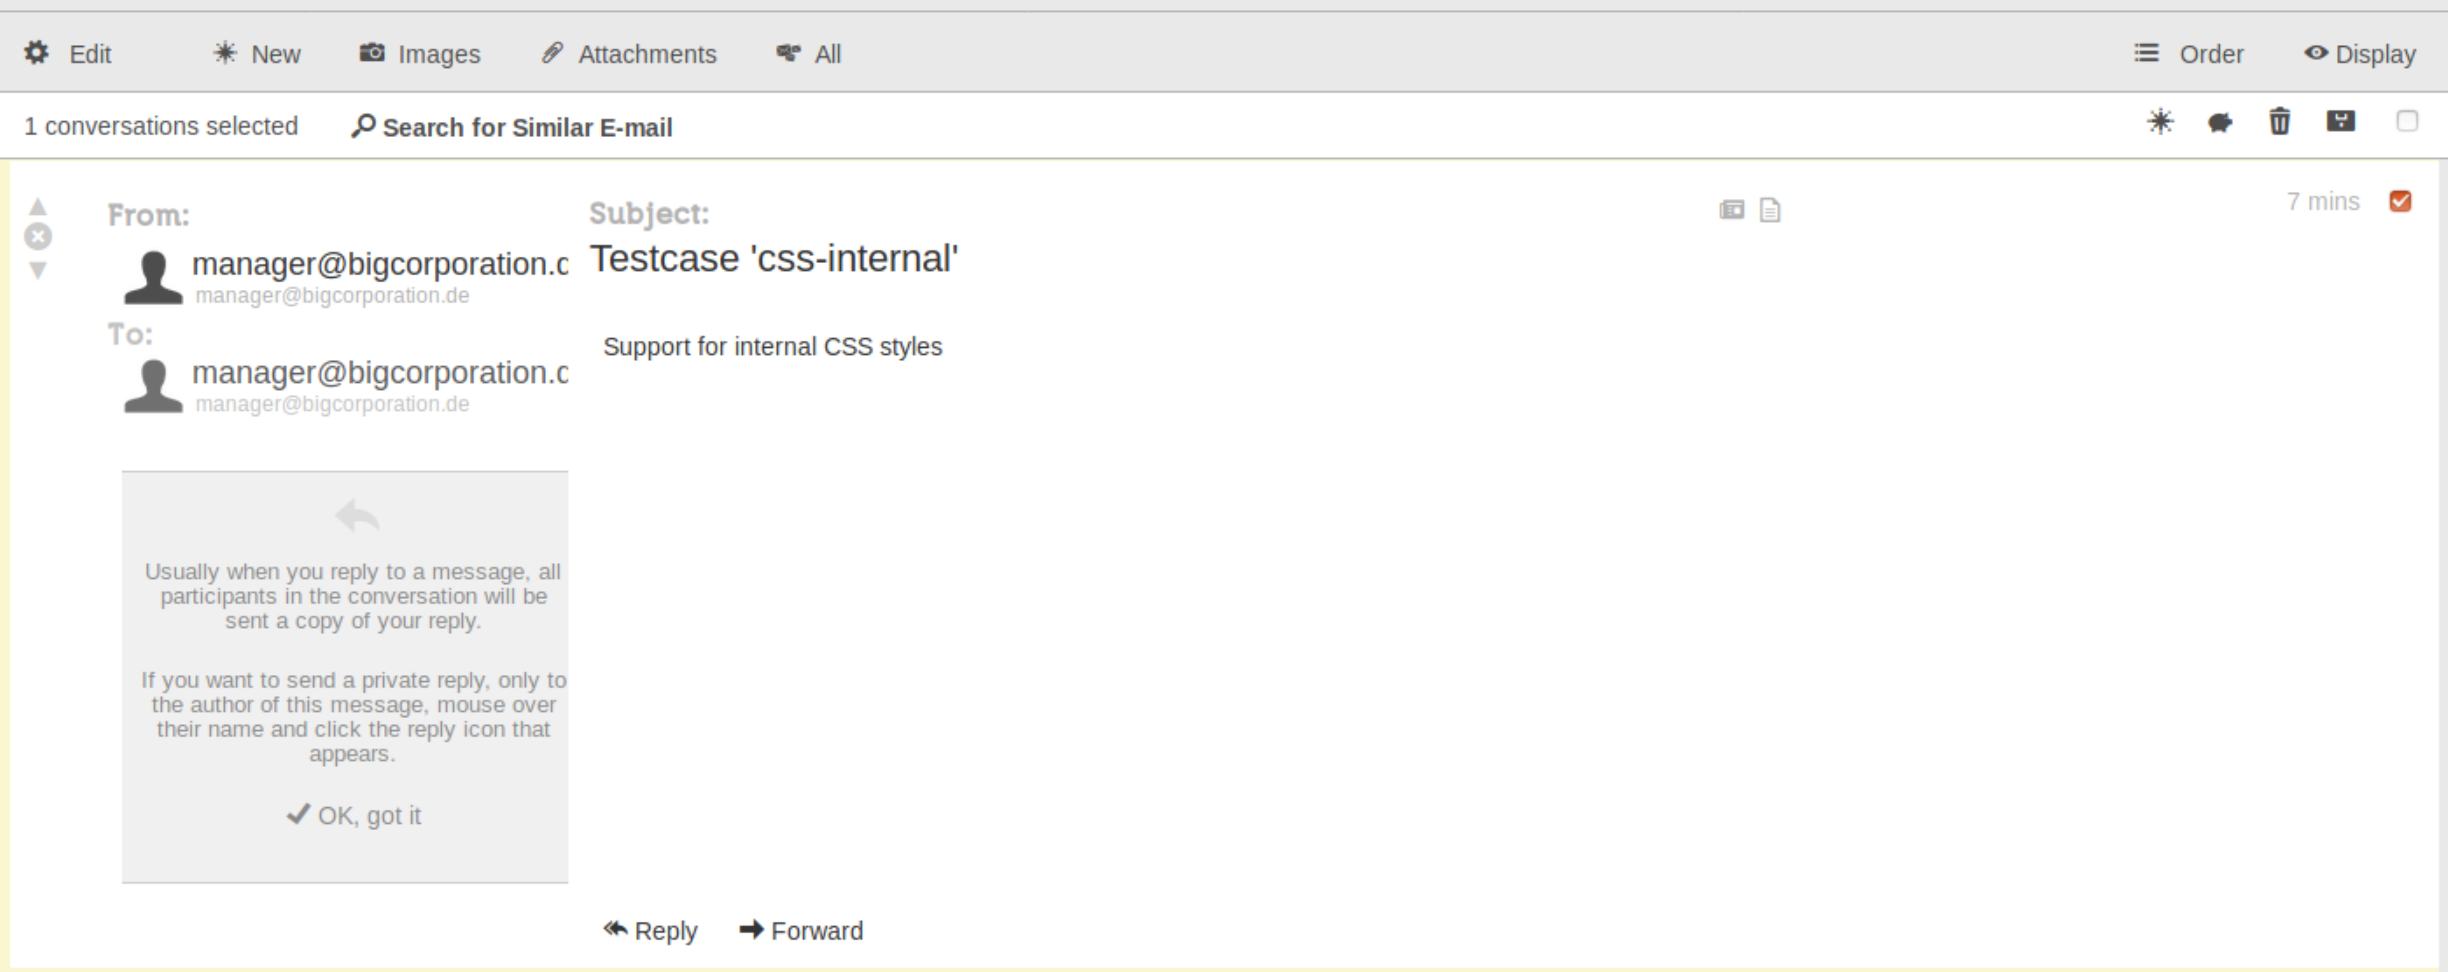 Edit New Images Attachments All Order Display
1 conversations selected Search for Similar E-mail
From:
manager@bigcorporation.d
manager@bigcorporation.de
To:
manager@bigcorporation.d
manager@bigcorporation.de
Usually when you reply to a message, all
participants in the conversation will be
sent a copy of your reply.
If you want to send a private reply, only to
the author of this message, mouse over
their name and click the reply icon that
appears.
OK, got it
Subject:
Testcase 'css-internal'
7 mins
Support for internal CSS styles
Reply Forward